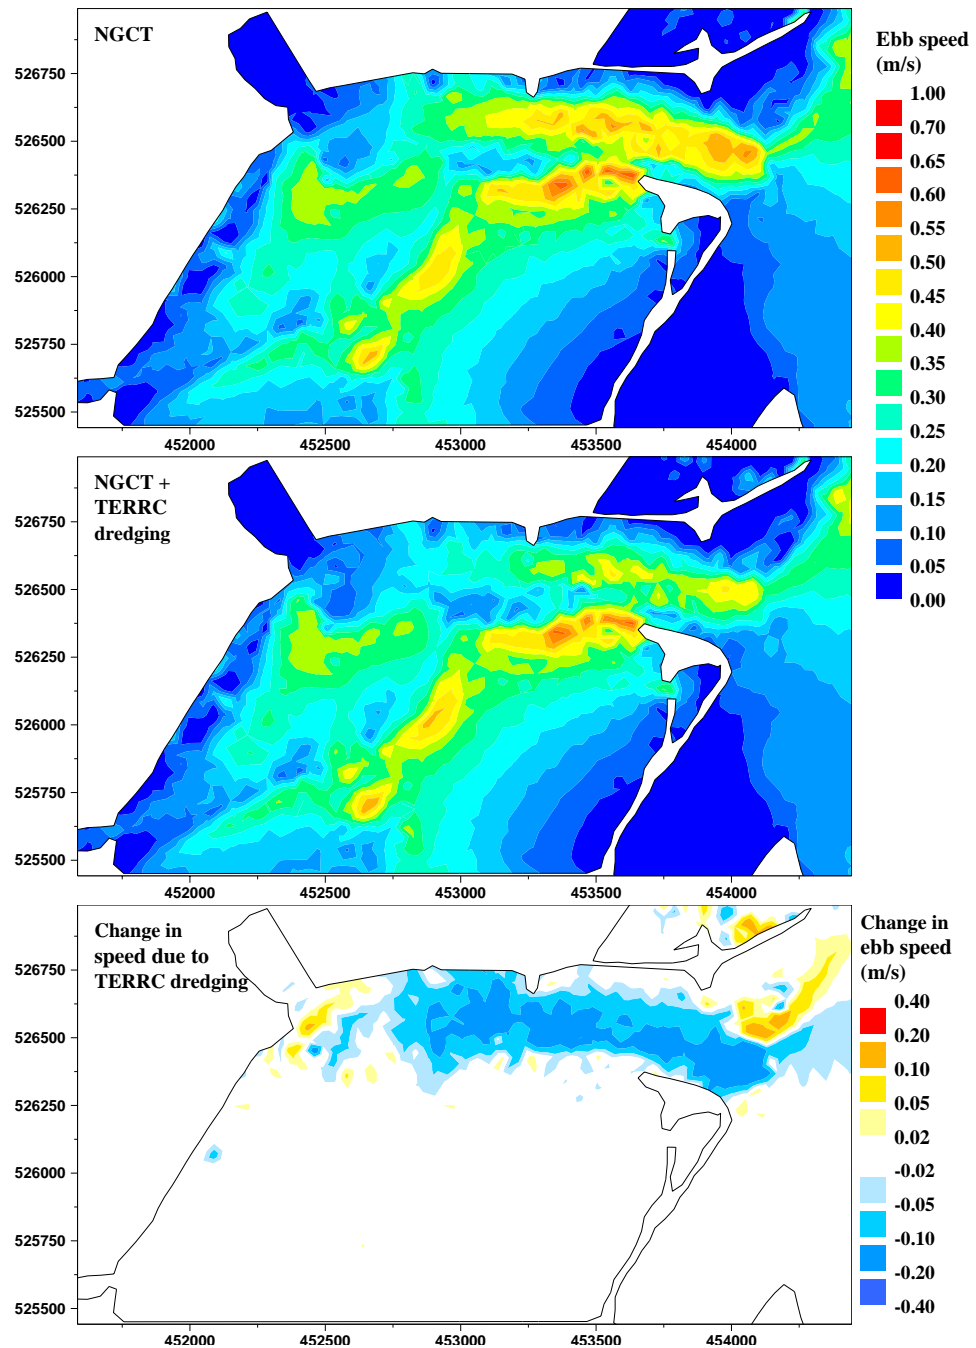 NGCT
526750
526500
526250
526000
525750
525500
452000 452500 453000 453500 454000
Ebb speed
(m/s)
1.00
0.70
0.65
0.60
0.55
0.50
0.45
0.40
0.35
0.30
0.25
0.20
0.15
0.10
0.05
0.00
NGCT +
TERRC
dredging
526750
526500
526250
526000
525750
525500
452000 452500 453000 453500 454000
Change in
speed due to
TERRC dredging
526750
526500
526250
526000
525750
525500
452000 452500 453000 453500 454000
Change in
ebb speed
(m/s)
0.40
0.20
0.10
0.05
0.02
-0.02
-0.05
-0.10
-0.20
-0.40